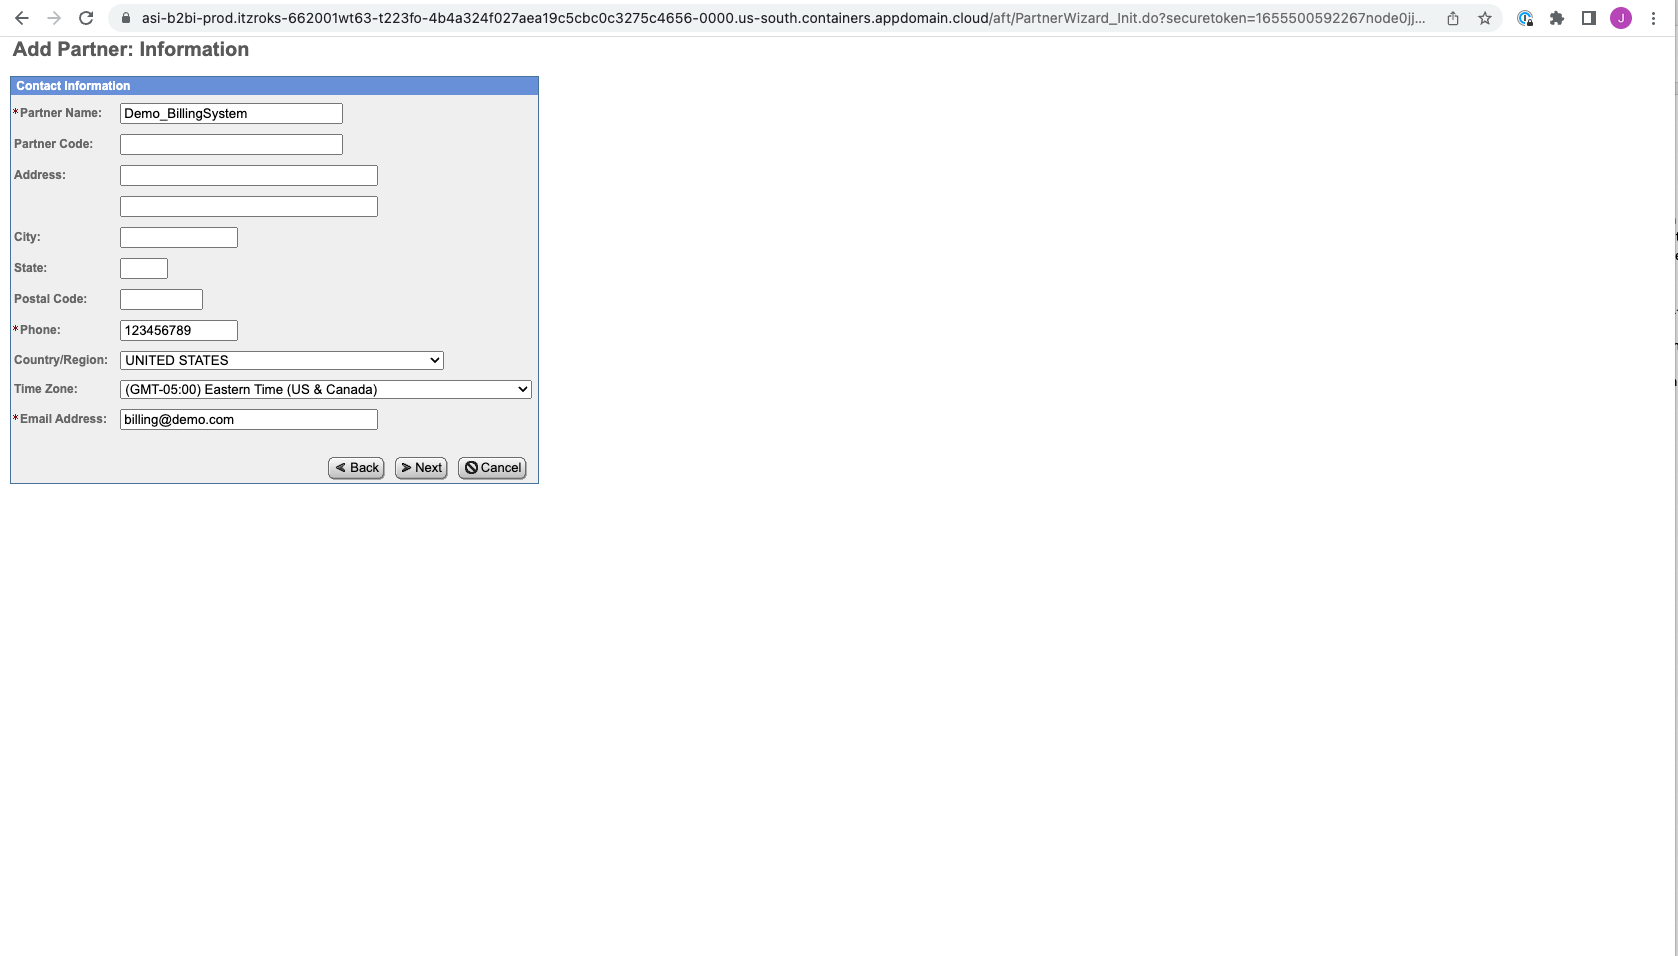 asi-b2bi-prod.itzroks-662001wt63-t223fo-4b4a324f027aea19c5cbc0c3275c4656-0000.us-south.containers.appdomain.cloud/aft/PartnerWizard_Init.do?securetoken=1655500592267node0jj...
J
Add Partner: Information
Contact Information
*Partner Name: Demo_BillingSystem
Partner Code:
Address:
City:
State:
Postal Code:
*Phone: 123456789
Country/Region: UNITED STATES
Time Zone: (GMT-05:00) Eastern Time (US & Canada)
*Email Address: billing@demo.com
Back Next Cancel